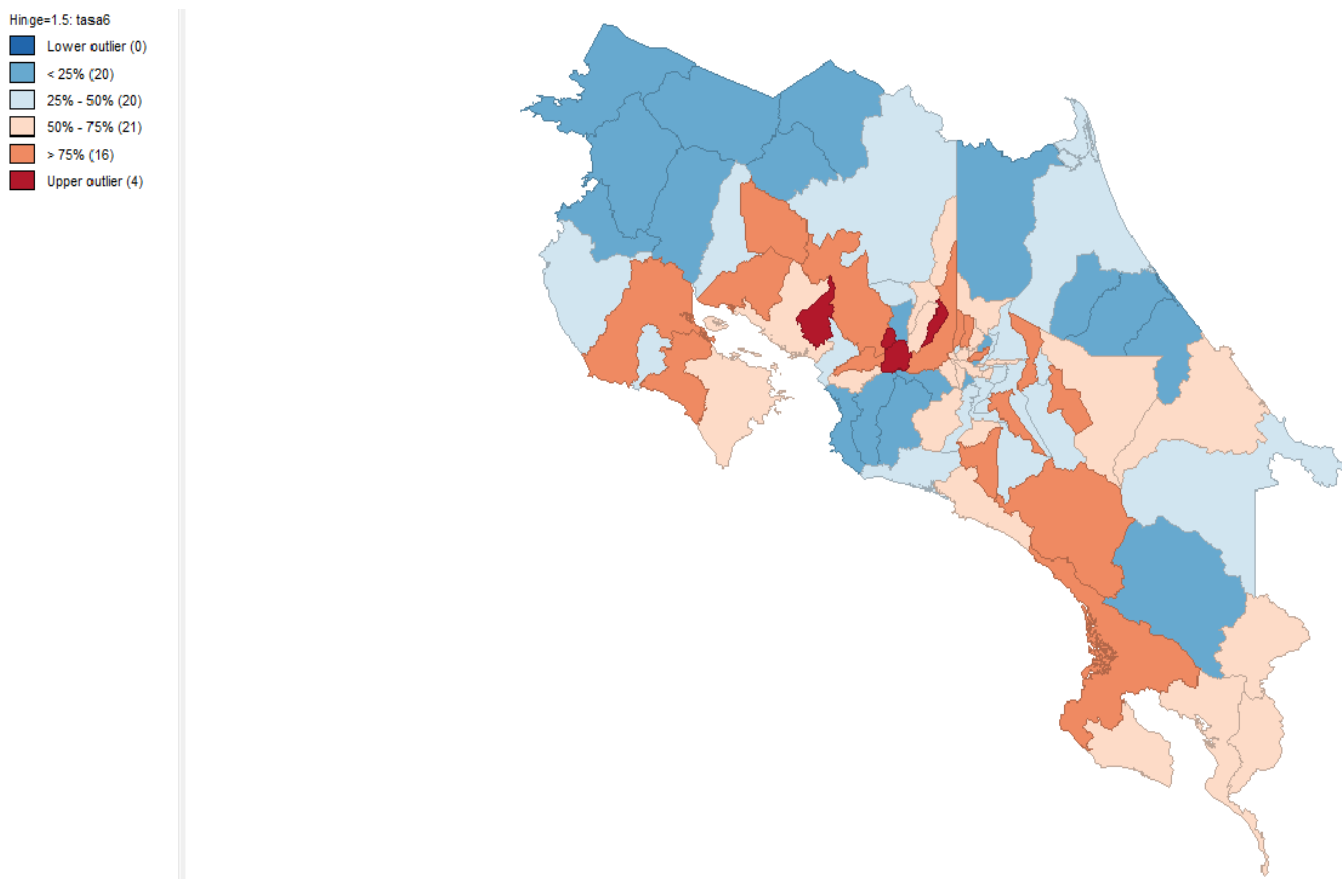 Hinge=1.5: tasa6
Lower outlier (0)
< 25% (20)
25% - 50% (20)
50% - 75% (21)
> 75% (16)
Upper outlier (4)